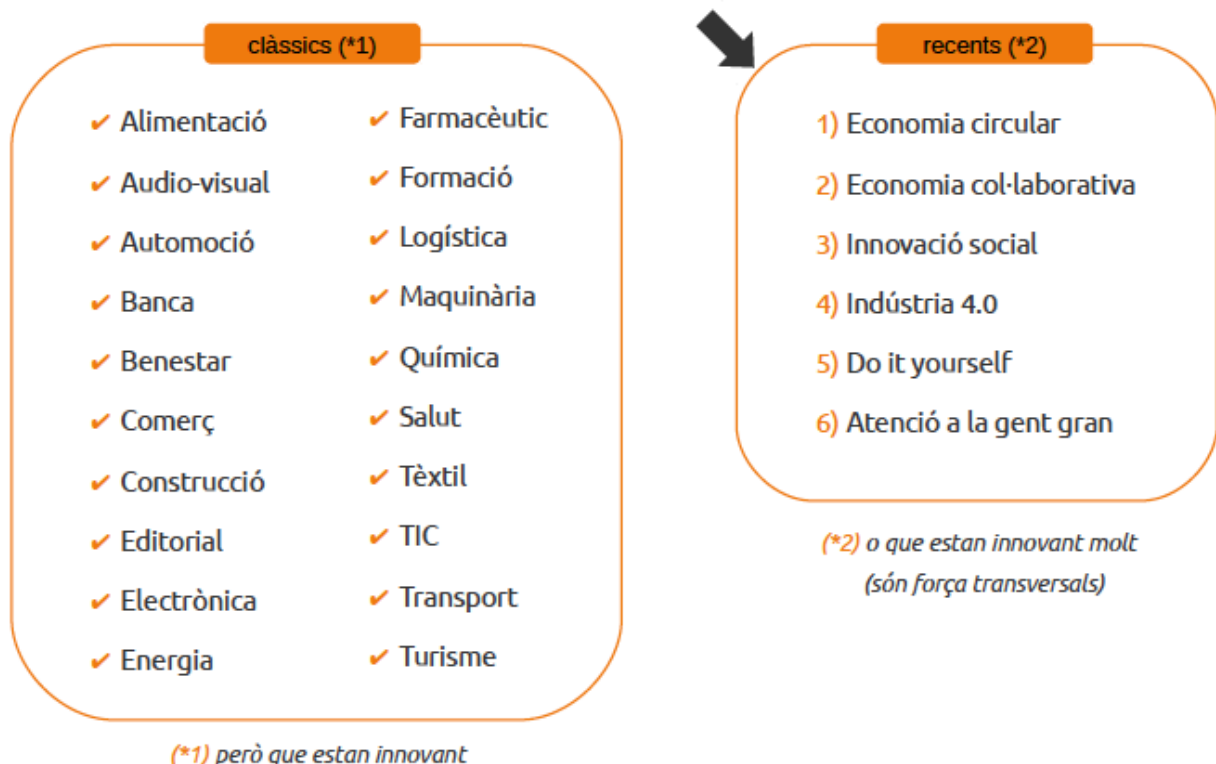 clàssics (*1)
✔ Alimentació
✔ Audio-visual
✔ Automoció
✔ Banca
✔ Benestar
✔ Comerç
✔ Construcció
✔ Editorial
✔ Electrònica
✔ Energia
✔ Farmacèutic
✔ Formació
✔ Logística
✔ Maquinària
✔ Química
✔ Salut
✔ Tèxtil
✔ TIC
✔ Transport
✔ Turisme
(*1) però que estan innovant
recents (*2)
1) Economia circular
2) Economia col·laborativa
3) Innovació social
4) Indústria 4.0
5) Do it yourself
6) Atenció a la gent gran
(*2) o que estan innovant molt
(són força transversals)